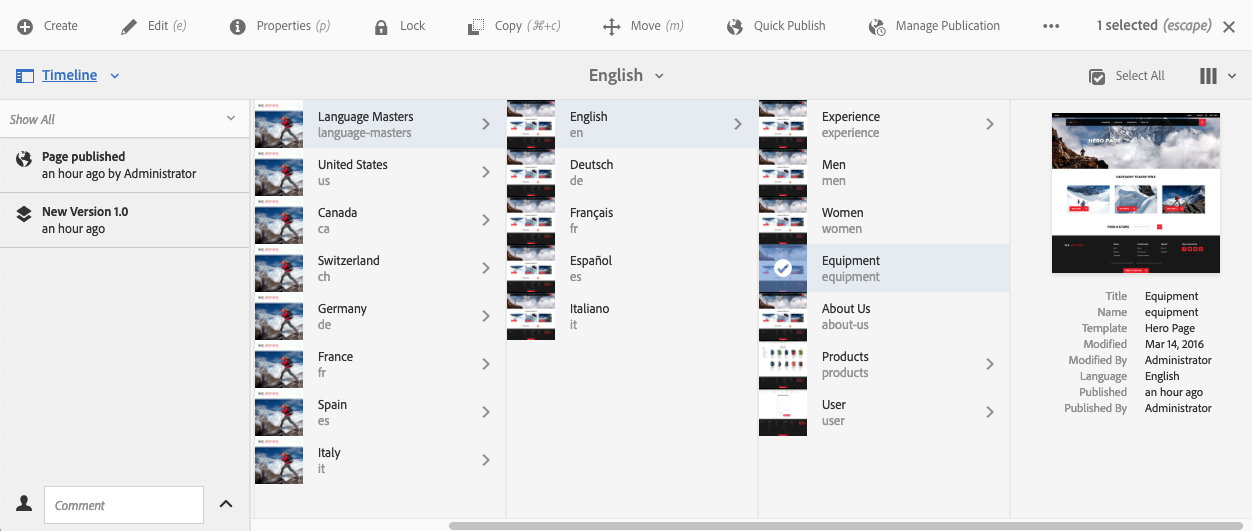 Create
Edit (e)
Properties (p)
Lock
Copy (⌘+c)
Move (m)
Quick Publish
Manage Publication
1 selected (escape)
Timeline
English
Select All
Show All
Page published
an hour ago by Administrator
New Version 1.0
an hour ago
Comment
Language Masters
language-masters
United States
us
Canada
ca
Switzerland
ch
Germany
de
France
fr
Spain
es
Italy
it
English
en
Deutsch
de
Français
fr
Español
es
Italiano
it
Experience
experience
Men
men
Women
women
Equipment
equipment
About Us
about-us
Products
products
User
user
HERO PAGE
Title Equipment
Name equipment
Template Hero Page
Modified Mar 14, 2016
Modified By Administrator
Language English
Published an hour ago
Published By Administrator